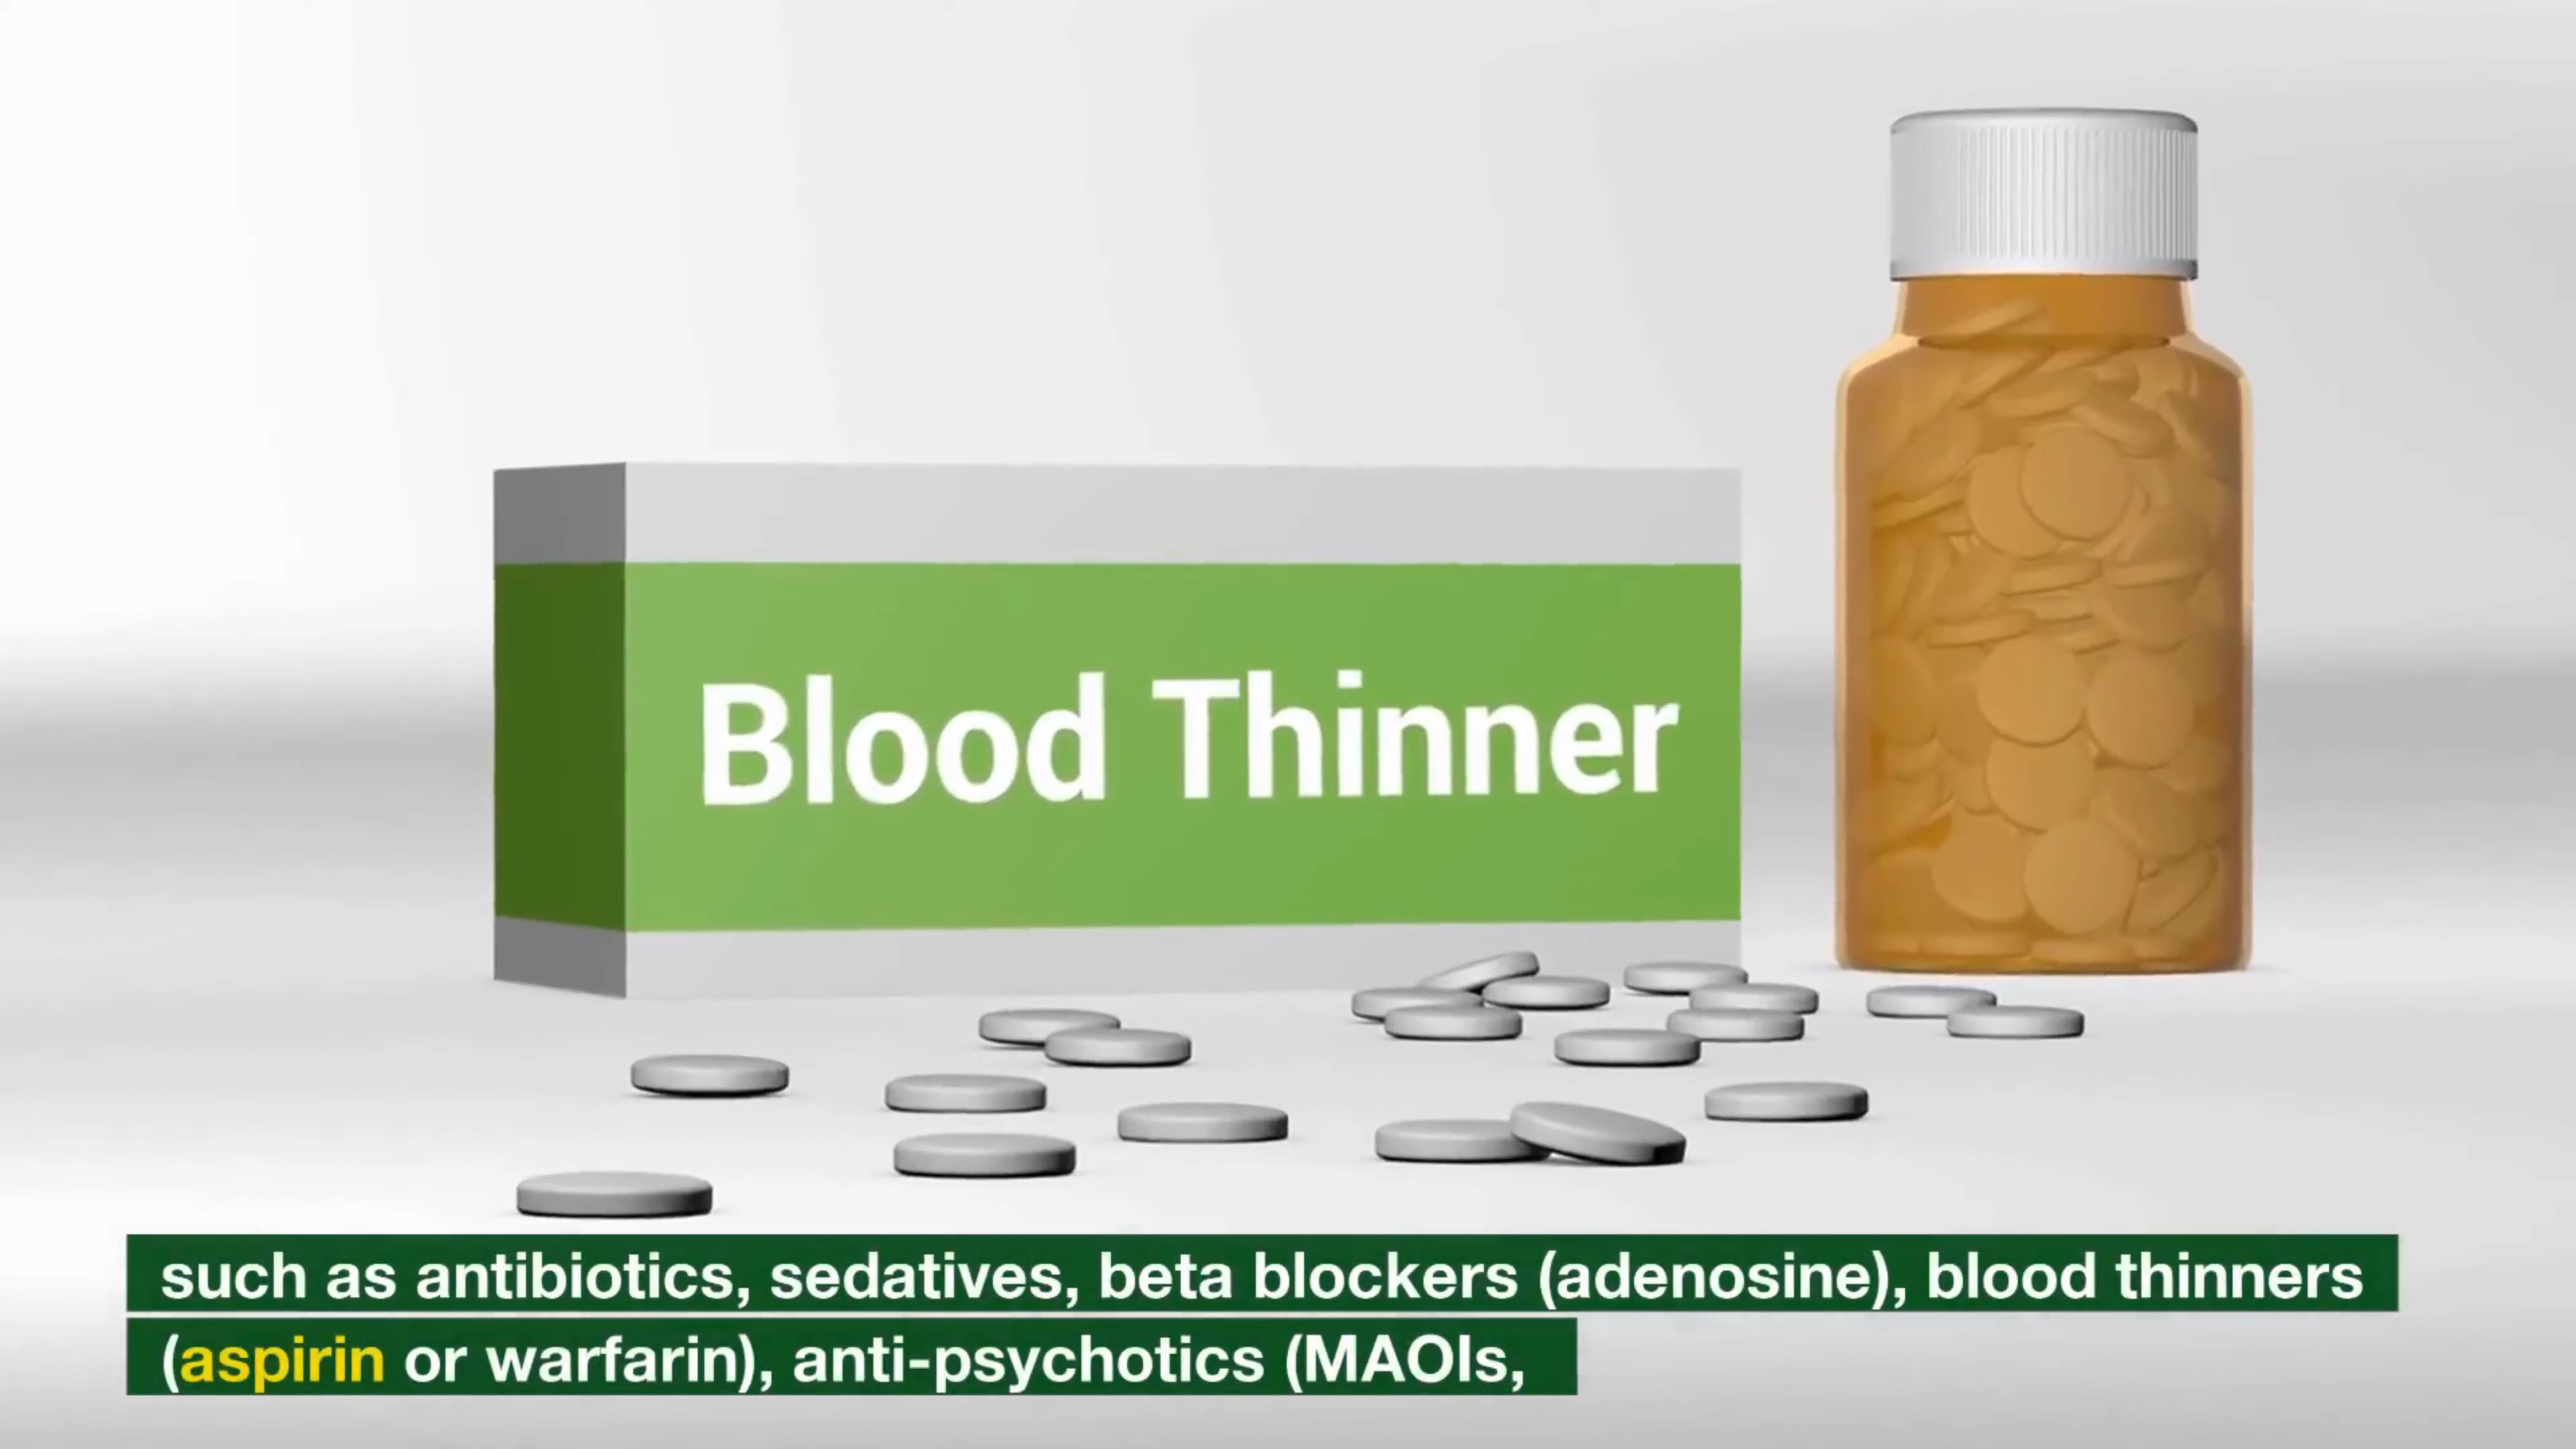 Blood Thinner
such as antibiotics, sedatives, beta blockers (adenosine), blood thinners
(aspirin or warfarin), anti-psychotics (MAOIs,